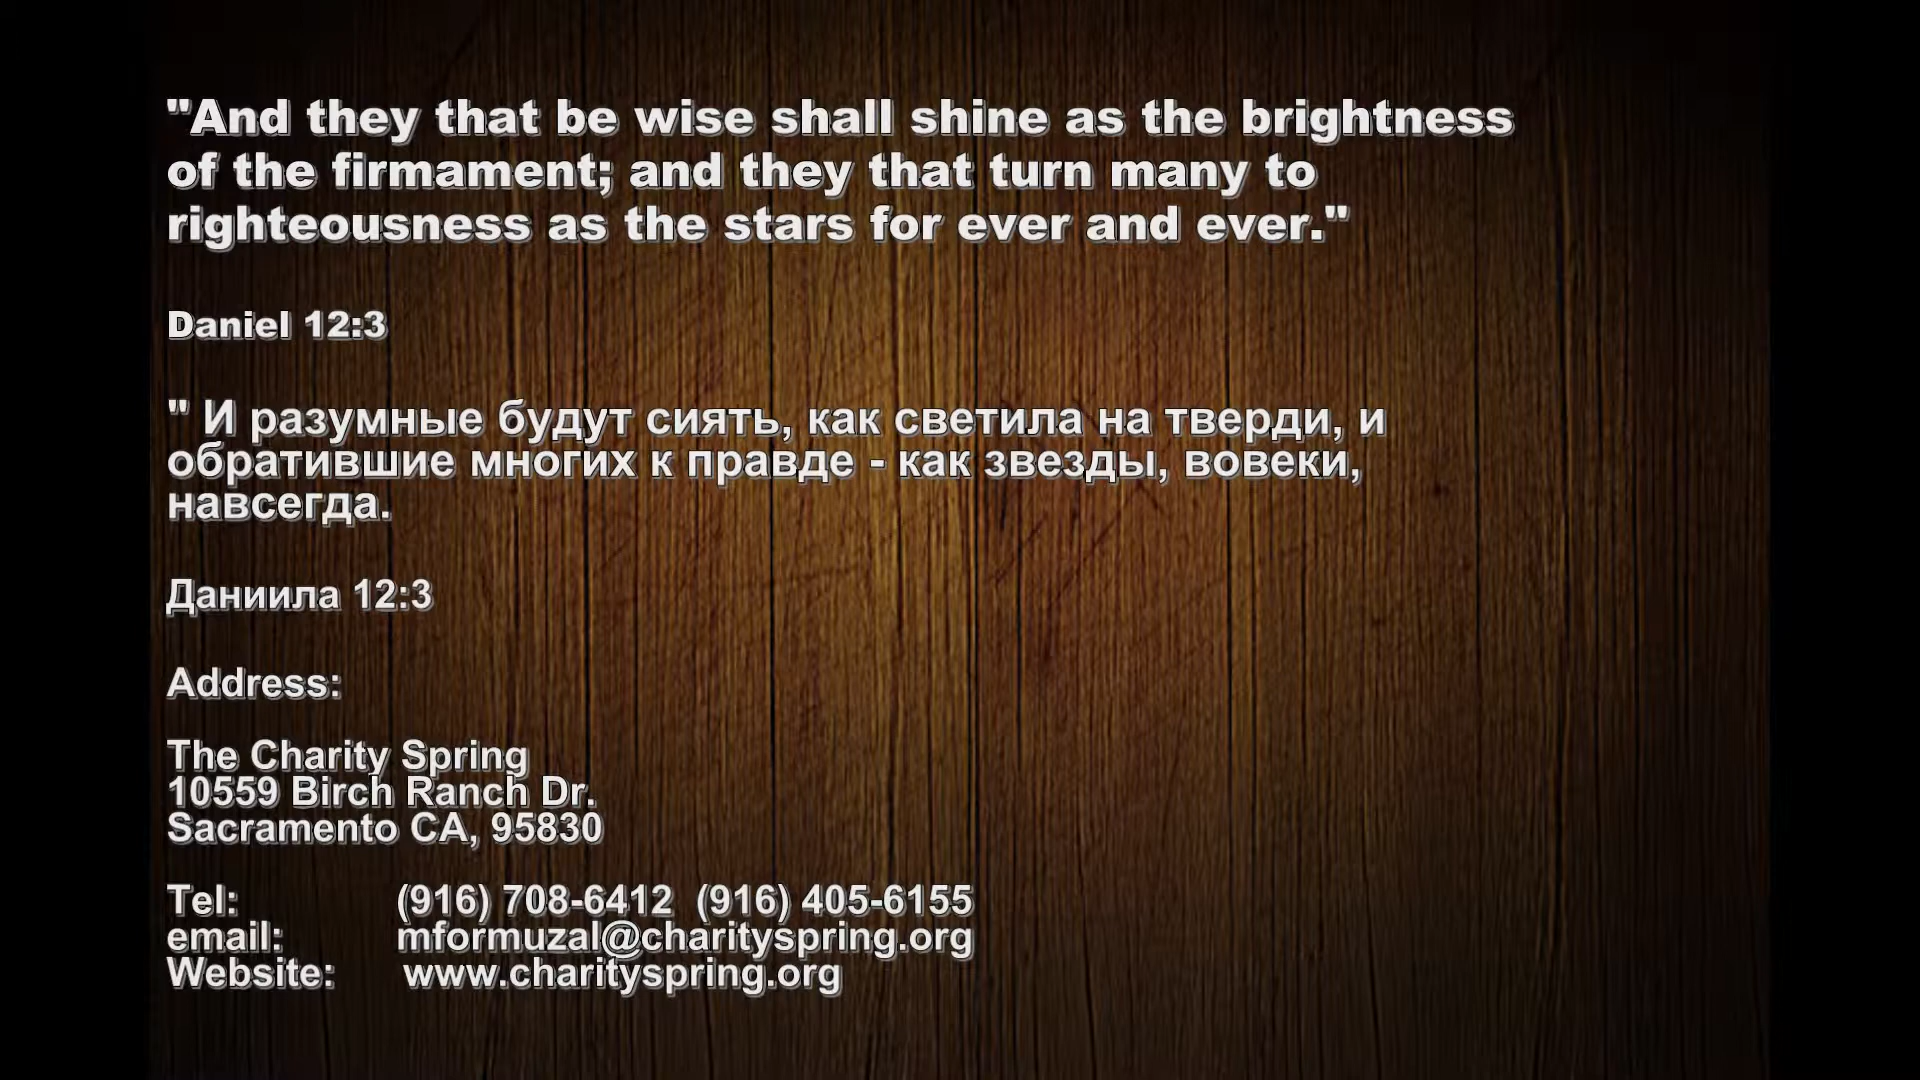 "And they that be wise shall shine as the brightness
of the firmament; and they that turn many to
righteousness as the stars for ever and ever."
Daniel 12:3
" И разумные будут сиять, как светила на тверди, и
обратившие многих к правде - как звезды, вовеки,
навсегда.
Даниила 12:3
Address:
The Charity Spring
10559 Birch Ranch Dr.
Sacramento CA, 95830
Tel: (916) 708-6412 (916) 405-6155
email: mformuzal@charityspring.org
Website: www.charityspring.org